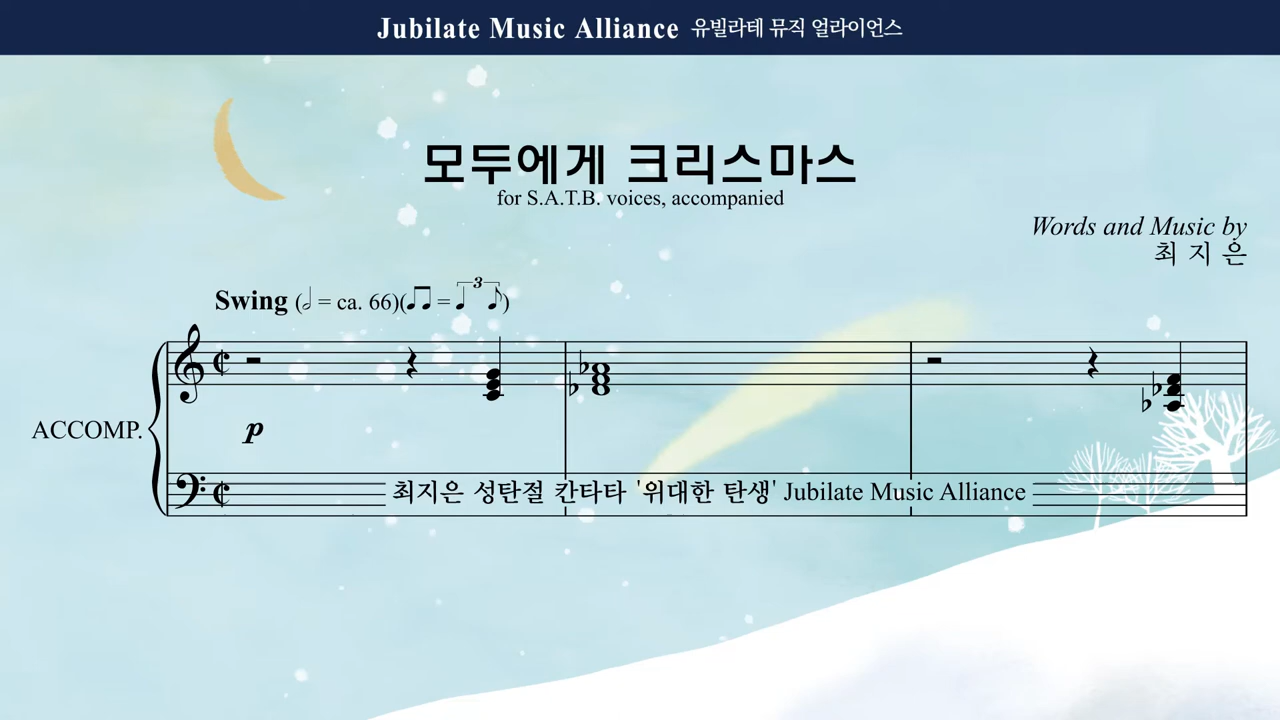 Jubilate Music Alliance 유빌라테 뮤직 얼라이언스
모두에게 크리스마스
for S.A.T.B. voices, accompanied
Words and Music by
최 지 은
Swing (𝅗𝅥 = ca. 66)(♫ = 3 ♩ ♪)
ACCOMP.
p
최지은 성탄절 칸타타 '위대한 탄생' Jubilate Music Alliance